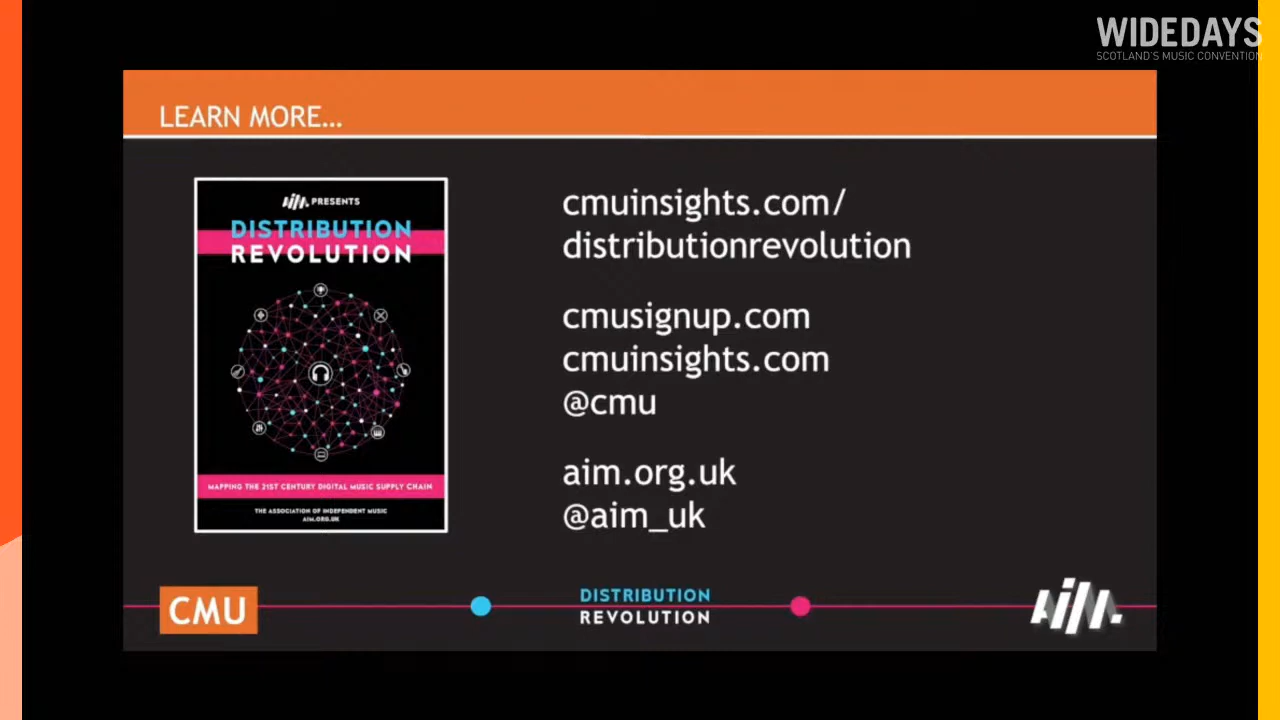 WIDEDAYS
SCOTLAND'S MUSIC CONVENTION
LEARN MORE...
AIM. PRESENTS
DISTRIBUTION
REVOLUTION
MAPPING THE 21ST CENTURY DIGITAL MUSIC SUPPLY CHAIN
THE ASSOCIATION OF INDEPENDENT MUSIC
AIM.ORG.UK
cmuinsights.com/
distributionrevolution
cmusignup.com
cmuinsights.com
@cmu
aim.org.uk
@aim_uk
CMU
DISTRIBUTION
REVOLUTION
AIM.